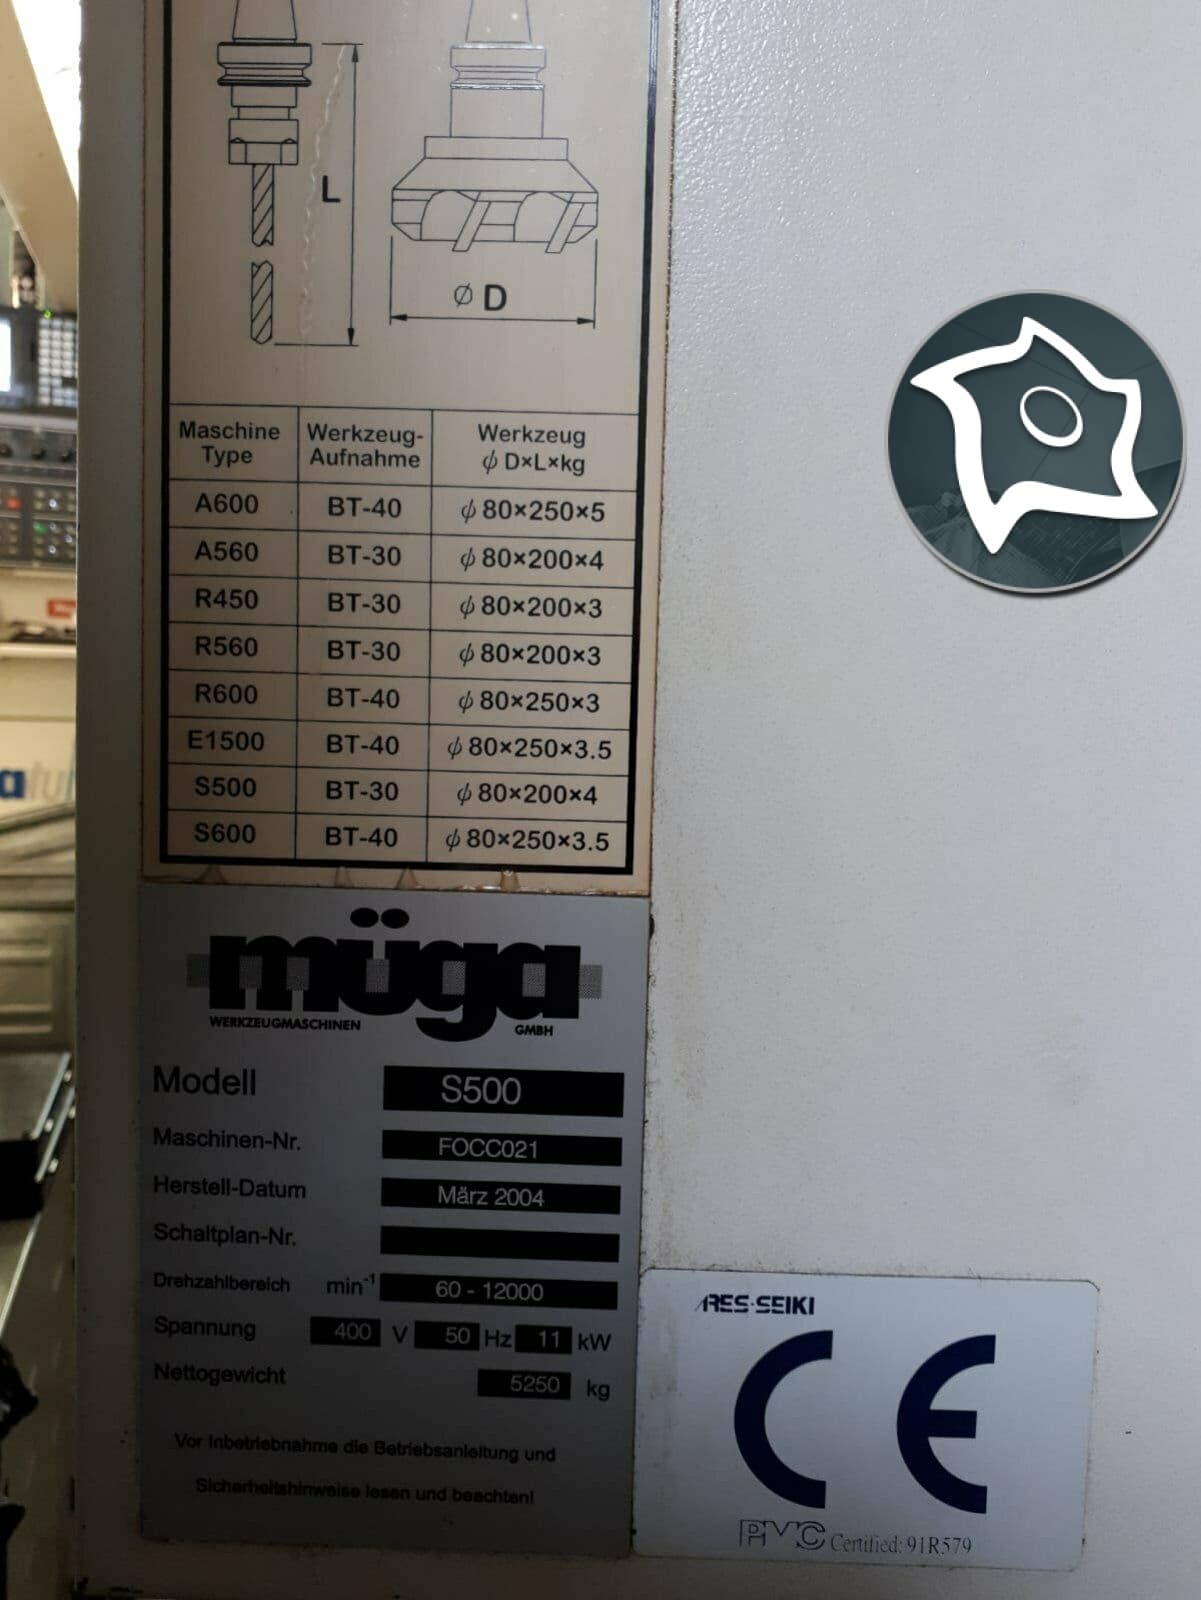 L
⌀ D
Maschine Type
Werkzeug-Aufnahme
Werkzeug
ϕ D×L×kg
A600 BT-40 ϕ 80×250×5
A560 BT-30 ϕ 80×200×4
R450 BT-30 ϕ 80×200×3
R560 BT-30 ϕ 80×200×3
R600 BT-40 ϕ 80×250×3
E1500 BT-40 ϕ 80×250×3.5
S500 BT-30 ϕ 80×200×4
S600 BT-40 ϕ 80×250×3.5
müga
WERKZEUGMASCHINEN GMBH
Modell S500
Maschinen-Nr. FOCC021
Herstell-Datum März 2004
Schaltplan-Nr.
Drehzahlbereich min-1 60 - 12000
Spannung 400 V 50 Hz 11 kW
Nettogewicht 5250 kg
Vor Inbetriebnahme die Betriebsanleitung und
Sicherheitshinweise lesen und beachten!
ARES-SEIKI
CE
PMC Certified: 91R579